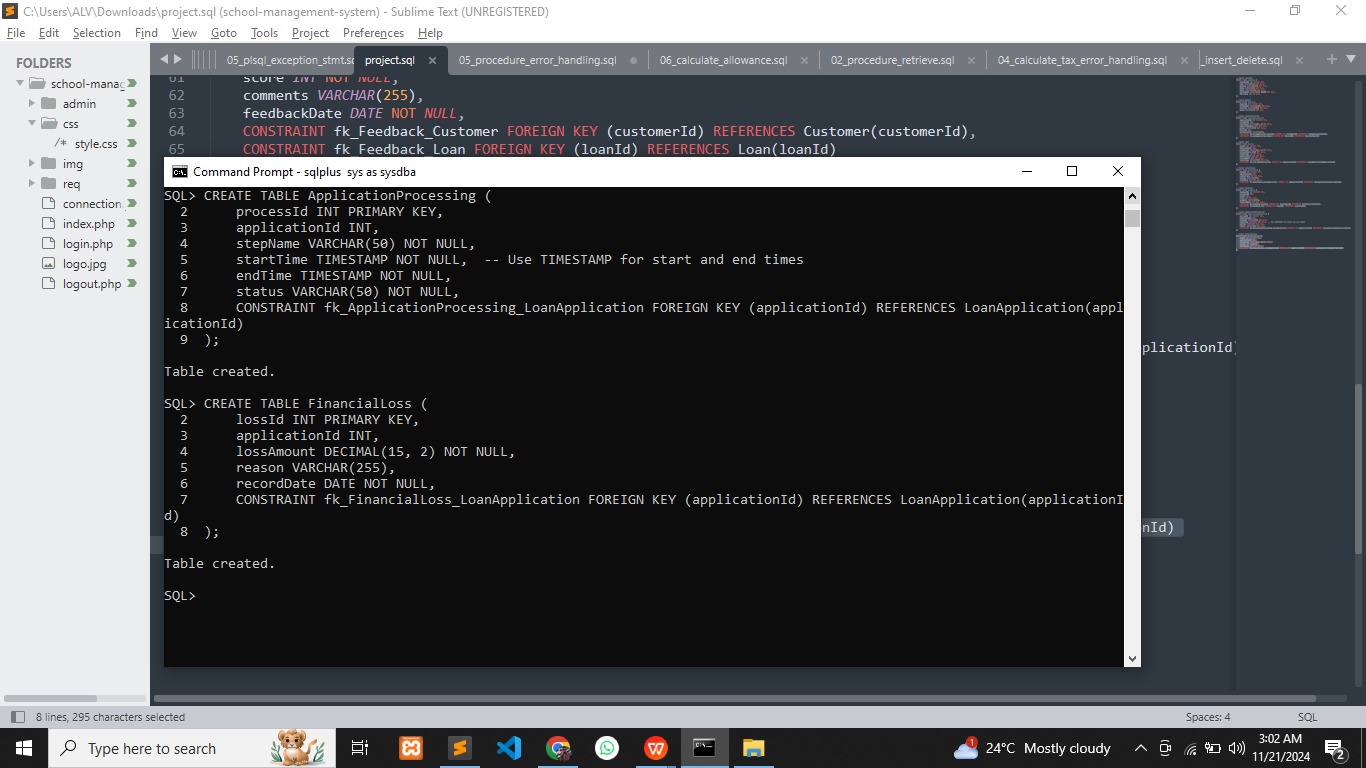 C:\Users\ALV\Downloads\project.sql (school-management-system) - Sublime Text (UNREGISTERED)
File Edit Selection Find View Goto Tools Project Preferences Help
FOLDERS
school-manag
admin
css
/* style.css
img
req
connection.
index.php
login.php
logo.jpg
logout.php
05_plsql_exception_stmt.sq project.sql 05_procedure_error_handling.sql 06_calculate_allowance.sql 02_procedure_retrieve.sql 04_calculate_tax_error_handling.sql _insert_delete.sql
61 score INT NOT NULL,
62 comments VARCHAR(255),
63 feedbackDate DATE NOT NULL,
64 CONSTRAINT fk_Feedback_Customer FOREIGN KEY (customerId) REFERENCES Customer(customerId),
65 CONSTRAINT fk_Feedback_Loan FOREIGN KEY (loanId) REFERENCES Loan(loanId)
plicationId)
nId)
Command Prompt - sqlplus sys as sysdba
SQL> CREATE TABLE ApplicationProcessing (
2 processId INT PRIMARY KEY,
3 applicationId INT,
4 stepName VARCHAR(50) NOT NULL,
5 startTime TIMESTAMP NOT NULL, -- Use TIMESTAMP for start and end times
6 endTime TIMESTAMP NOT NULL,
7 status VARCHAR(50) NOT NULL,
8 CONSTRAINT fk_ApplicationProcessing_LoanApplication FOREIGN KEY (applicationId) REFERENCES LoanApplication(appl
icationId)
9 );
Table created.
SQL> CREATE TABLE FinancialLoss (
2 lossId INT PRIMARY KEY,
3 applicationId INT,
4 lossAmount DECIMAL(15, 2) NOT NULL,
5 reason VARCHAR(255),
6 recordDate DATE NOT NULL,
7 CONSTRAINT fk_FinancialLoss_LoanApplication FOREIGN KEY (applicationId) REFERENCES LoanApplication(applicationI
d)
8 );
Table created.
SQL>
8 lines, 295 characters selected
Spaces: 4
SQL
Type here to search
1
24°C Mostly cloudy
3:02 AM
11/21/2024
2